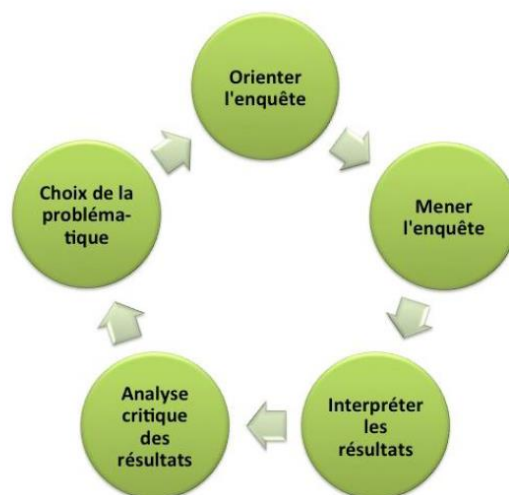 Orienter
l'enquête
Choix de la
probléma-
tique
Mener
l'enquête
Analyse
critique
des
résultats
Interpréter
les
résultats